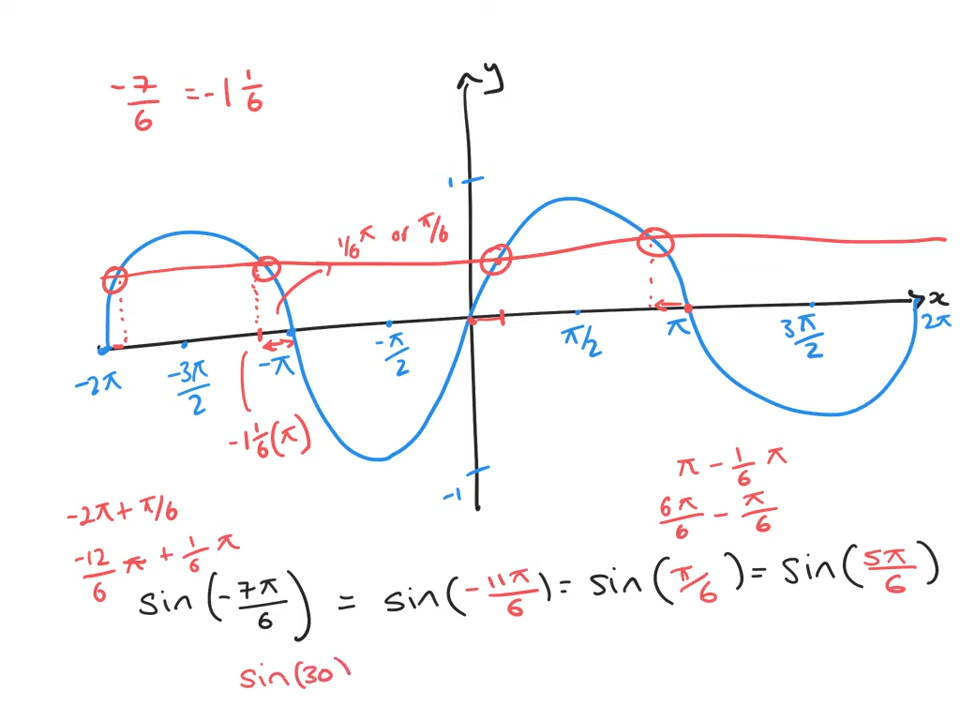 -7/6 = -1 1/6
y
1
1/6 π or π/6
x
-2π -3π/2 -π -π/2 π/2 π 3π/2 2π
-1 1/6 (π)
-1
π - 1/6 π
-2π + π/6
6π/6 - π/6
-12/6 π + 1/6 π
sin(-7π/6) = sin(-11π/6) = sin(π/6) = sin(5π/6)
sin(30)